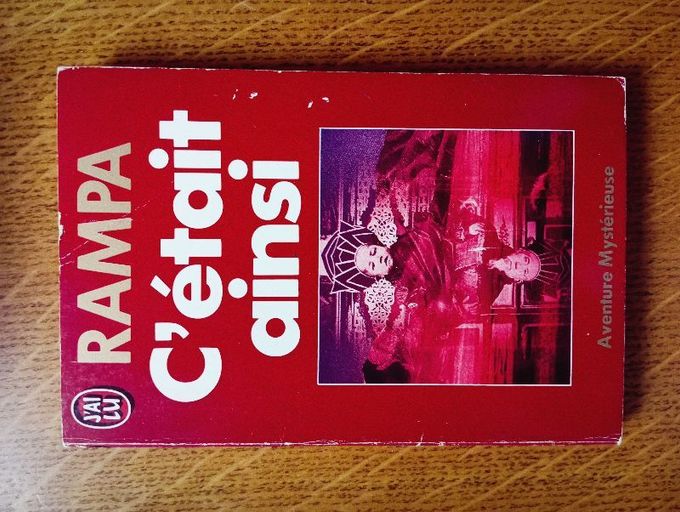 RAMPA
C'était
ainsi
Aventure Mystérieuse
J'AI
LU